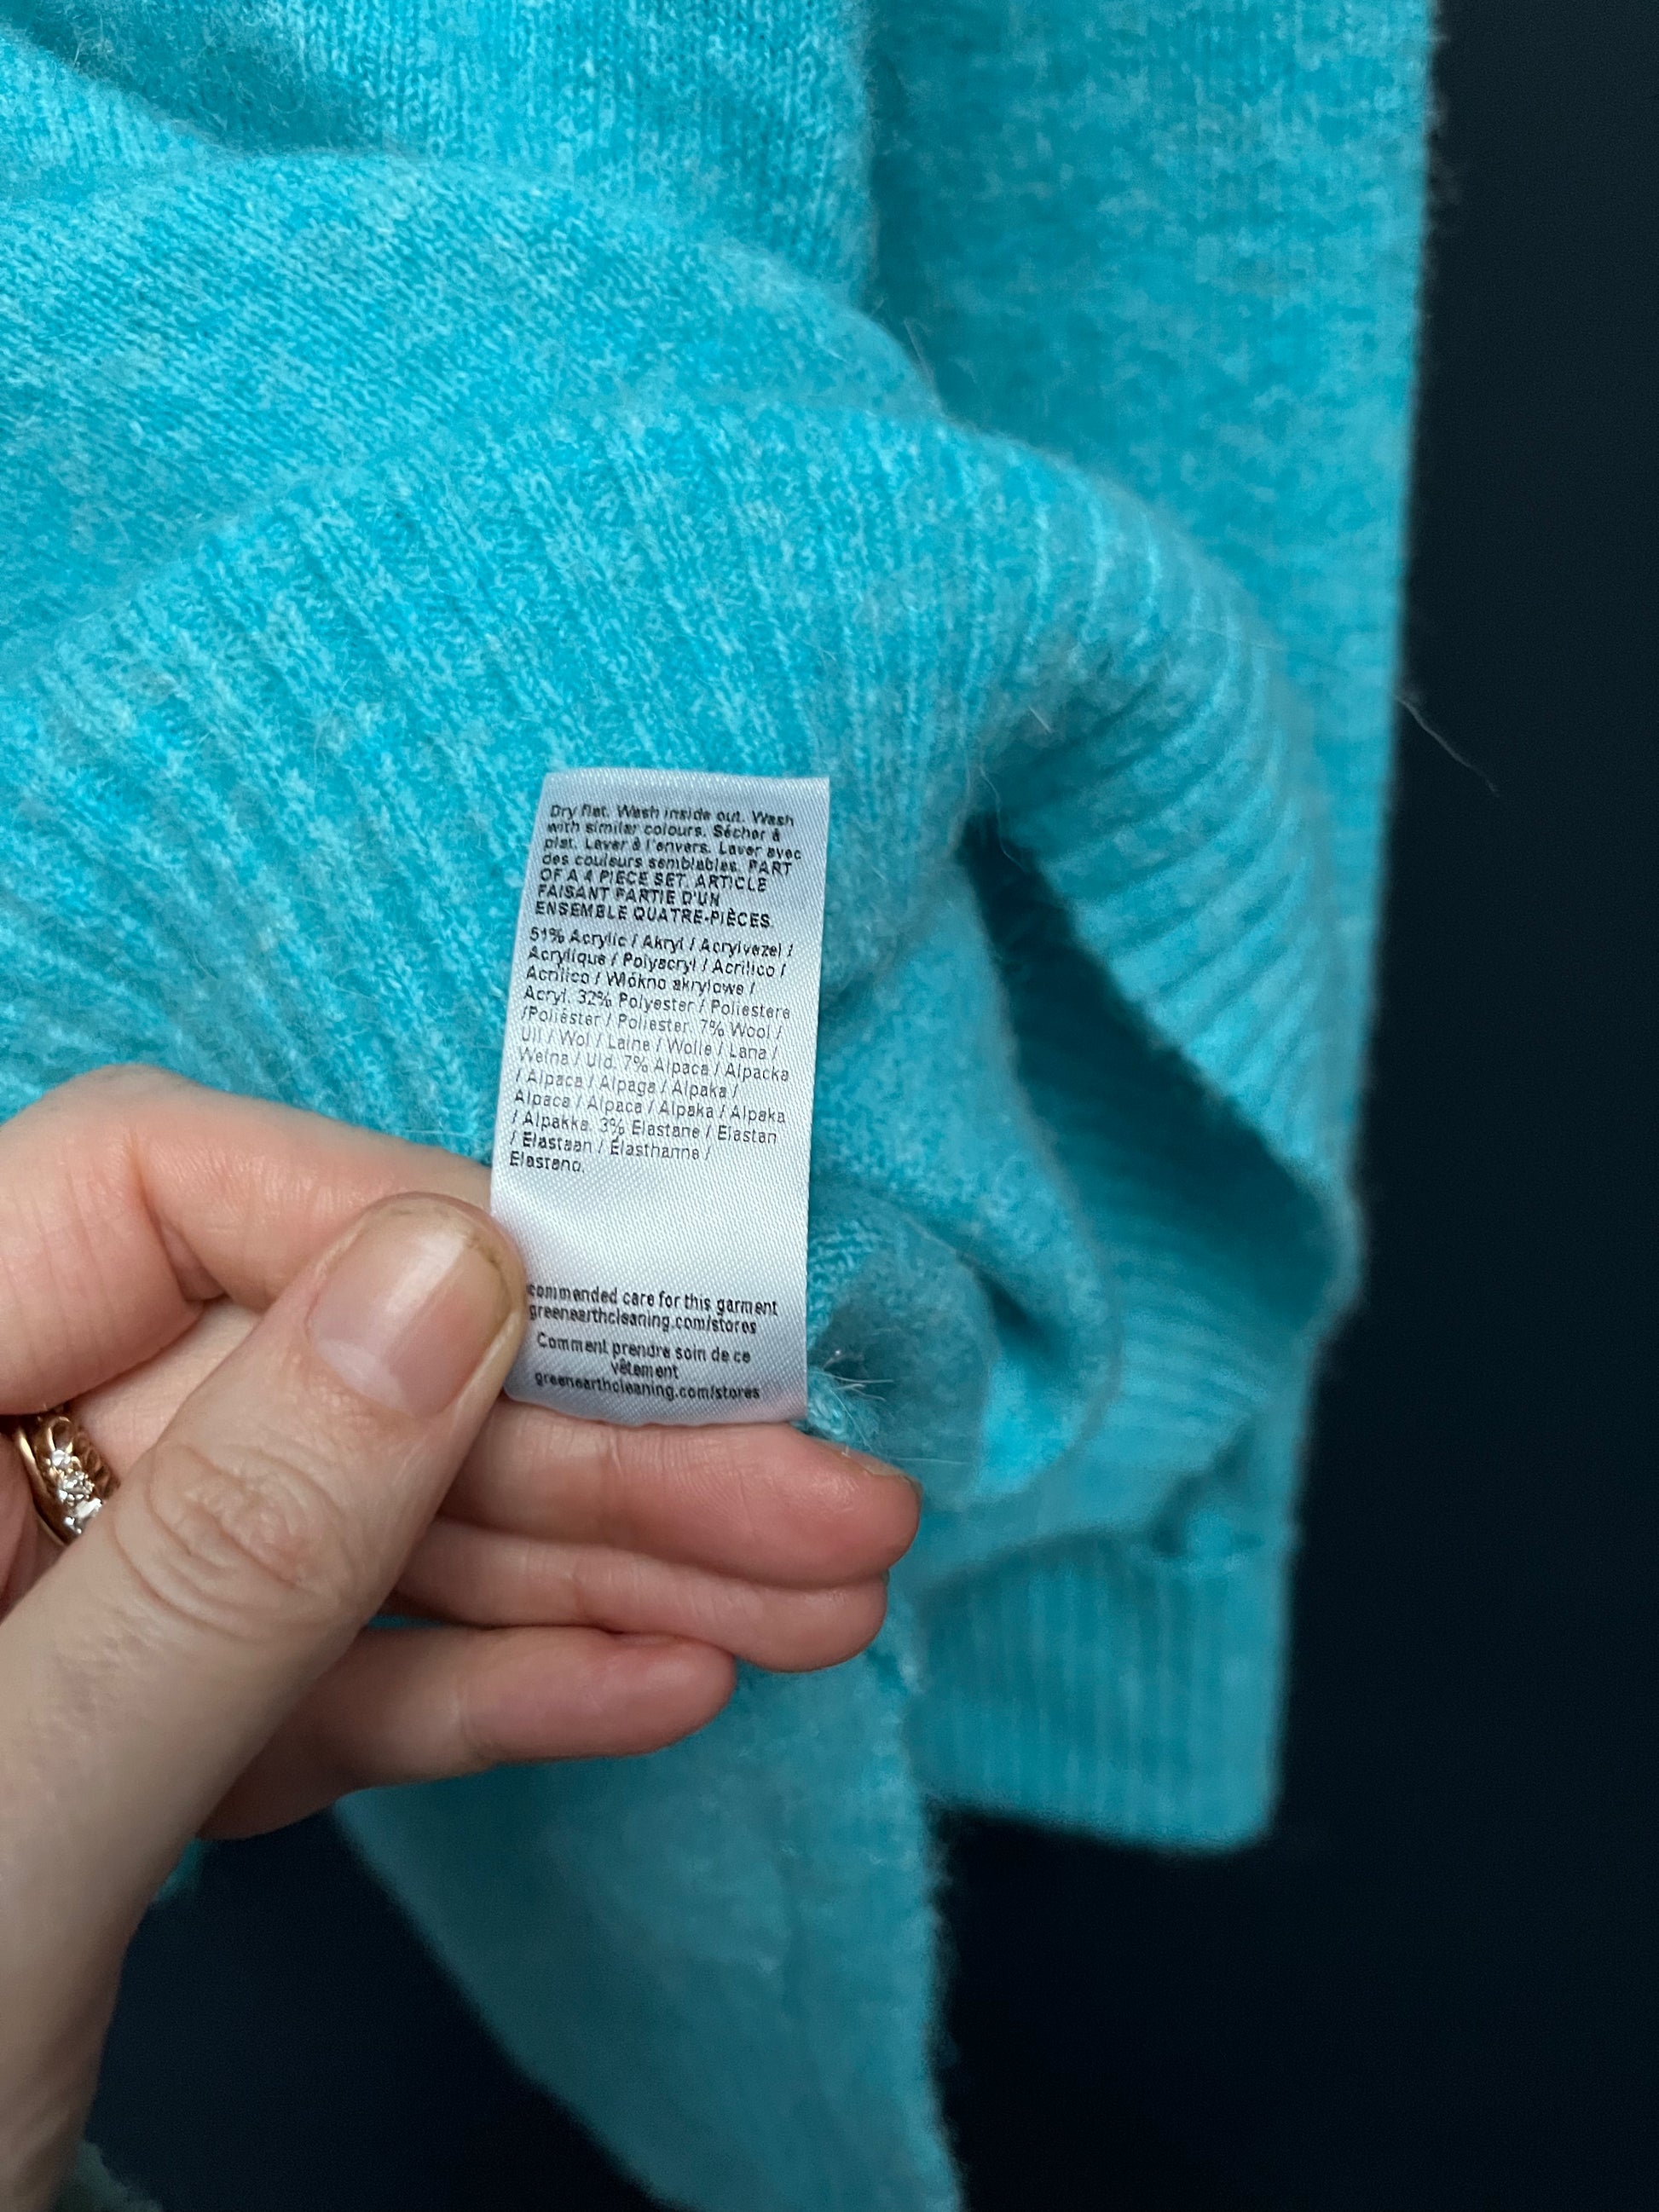 Dry flat. Wash inside out. Wash
with similar colours. Sécher à
plat. Laver à l'envers. Laver avec
des couleurs semblables. PART
OF A 4 PIECE SET. ARTICLE
FAISANT PARTIE D'UN
ENSEMBLE QUATRE-PIÈCES.
51% Acrylic / Akryl / Acrylvezel /
Acrylique / Polyacryl / Acrilico /
Acrílico / Włókno akrylowe /
Acryl. 32% Polyester / Poliestere
/Poliéster / Poliester. 7% Wool /
Ull / Wol / Laine / Wolle / Lana /
Wełna / Uld. 7% Alpaca / Alpacka
/ Alpaca / Alpaga / Alpaka /
Alpaca / Alpaca / Alpaka / Alpaka
/ Alpakka. 3% Elastane / Elastan
/ Elastaan / Élasthanne /
Elastano.
commended care for this garment
greenearthcleaning.com/stores
Comment prendre soin de ce
vêtement
greenearthcleaning.com/stores